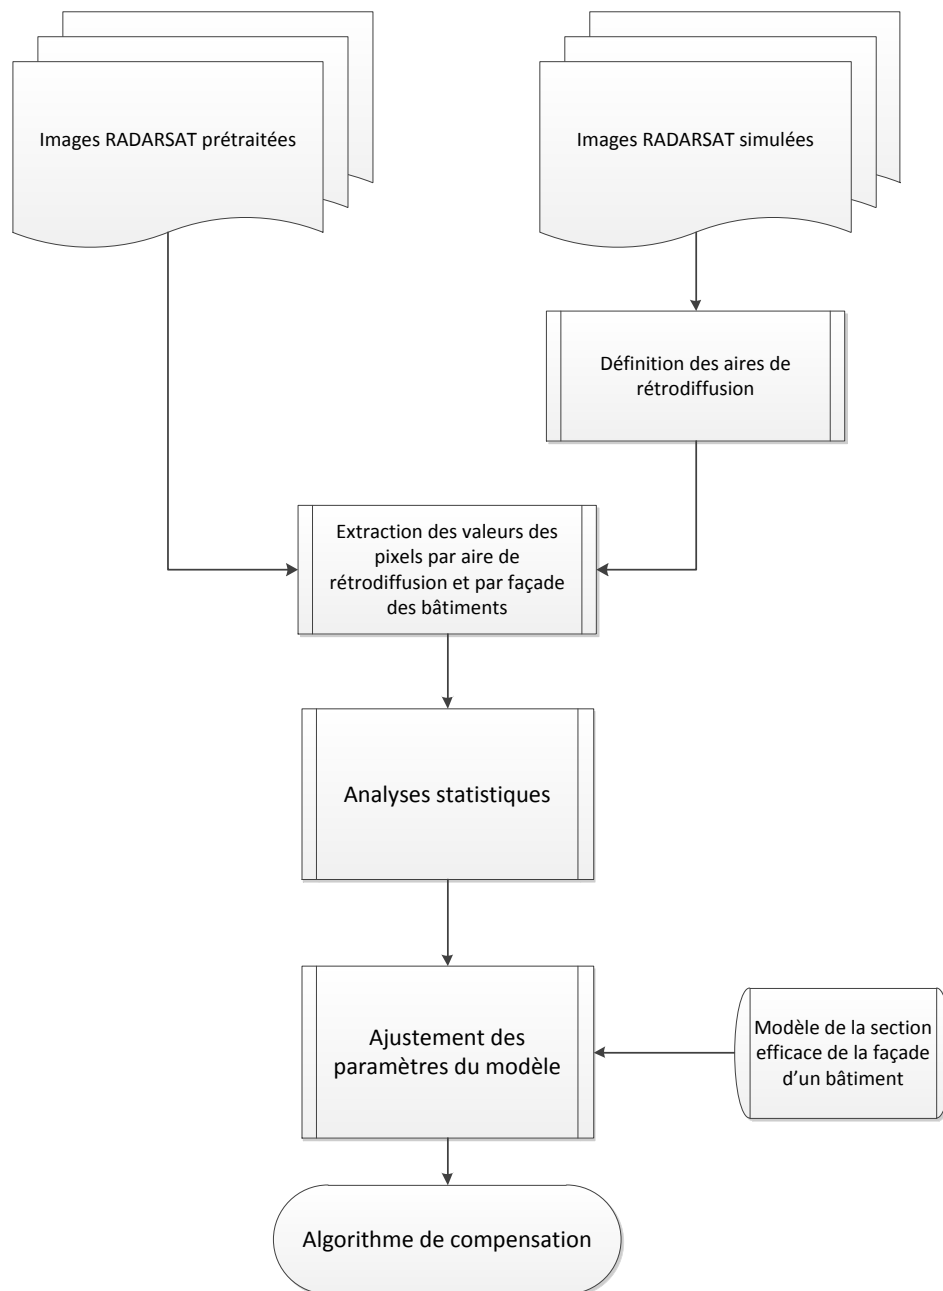 Images RADARSAT prétraitées
Images RADARSAT simulées
Définition des aires de
rétrodiffusion
Extraction des valeurs des
pixels par aire de
rétrodiffusion et par façade
des bâtiments
Analyses statistiques
Ajustement des
paramètres du modèle
Modèle de la section
efficace de la façade
d’un bâtiment
Algorithme de compensation